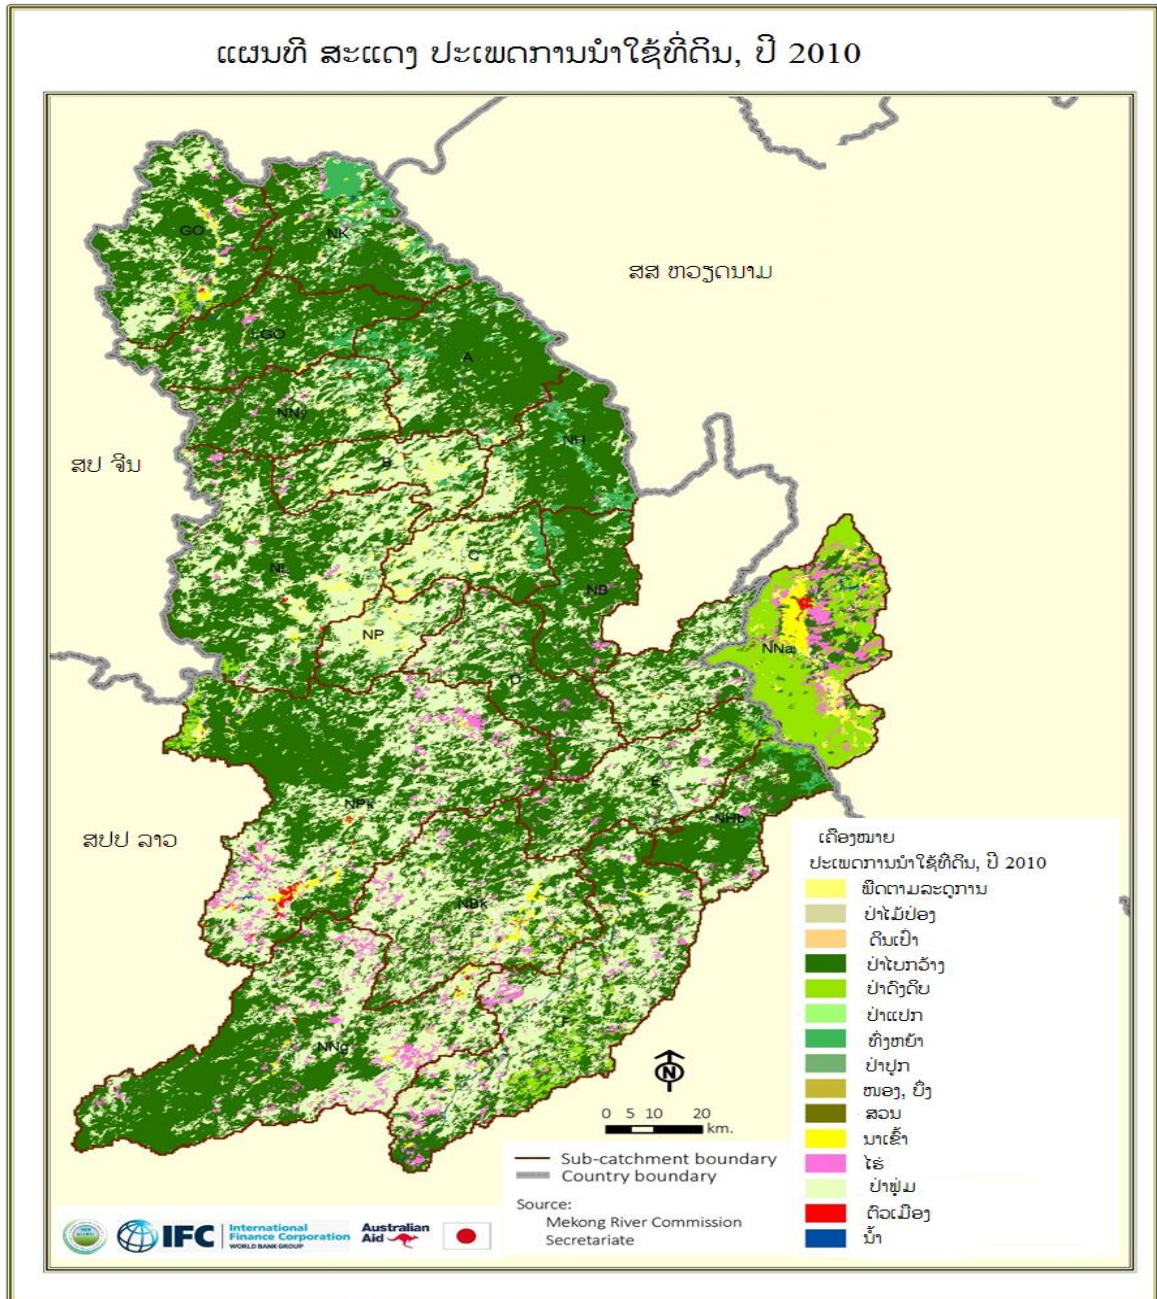 ແຜນທີ ສະແດງ ປະເພດການນຳໃຊ້ທີ່ດິນ, ປີ 2010
GO
NK
ສສ ຫວຽດນາມ
LGO
A
NNy
NH
ສປ ຈີນ
B
C
NL
NB
NP
NNa
D
E
NPk
NHb
ສປປ ລາວ
NBk
F
NNg
ເຄືອງໝາຍ
ປະເພດການນຳໃຊ້ທີ່ດິນ, ປີ 2010
ພືດຕາມລະດູການ
ປ່າໄມ້ປ່ອງ
ດິນເປົ່າ
ປ່າໄບກວ້າງ
ປ່າດົງດິບ
ປ່າແປກ
ທົ່ງຫຍ້າ
ປ່າປູກ
ໜອງ, ບຶ່ງ
ສວນ
ນາເຂົ້າ
ໄຮ່
ປ່າພຸ່ມ
ຕົວເມືອງ
ນ້ຳ
N
0 5 10 20
km.
Sub-catchment boundary
Country boundary
Source:
Mekong River Commission
Secretariate
IFC
International
Finance Corporation
WORLD BANK GROUP
Australian
Aid